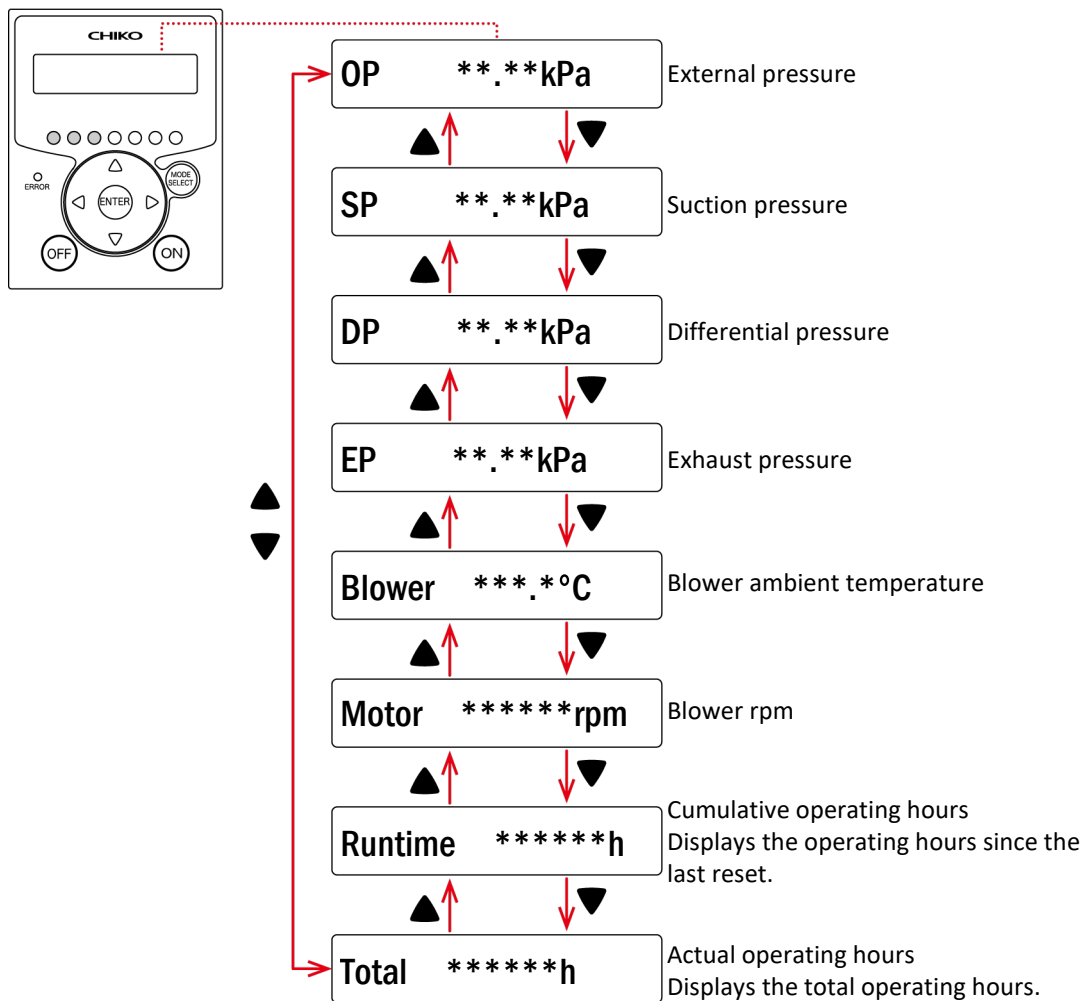 CHIKO
OP **.**kPa
External pressure
SP **.**kPa
Suction pressure
MODE
SELECT
ERROR
ENTER
OFF
ON
DP **.**kPa
Differential pressure
EP **.**kPa
Exhaust pressure
Blower ***.*°C
Blower ambient temperature
Motor ******rpm
Blower rpm
Runtime ******h
Cumulative operating hours
Displays the operating hours since the
last reset.
Total ******h
Actual operating hours
Displays the total operating hours.